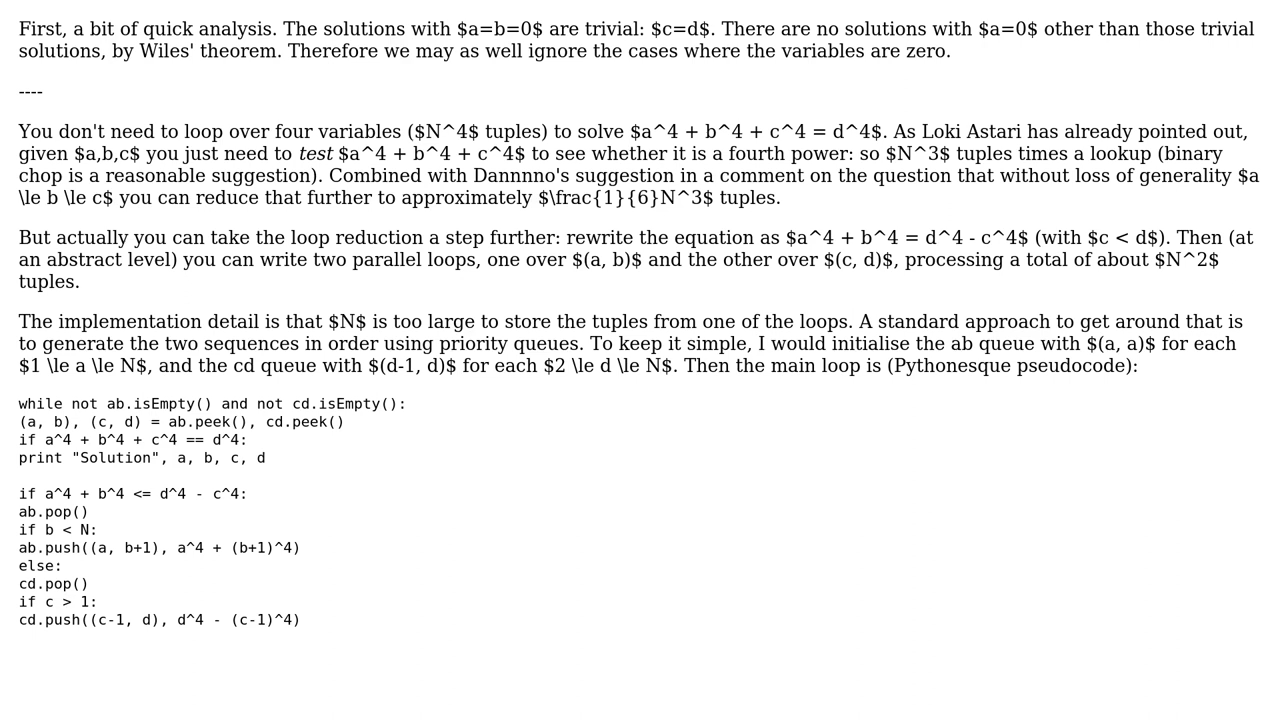 First, a bit of quick analysis. The solutions with $a=b=0$ are trivial: $c=d$. There are no solutions with $a=0$ other than those trivial
solutions, by Wiles' theorem. Therefore we may as well ignore the cases where the variables are zero.
----
You don't need to loop over four variables ($N^4$ tuples) to solve $a^4 + b^4 + c^4 = d^4$. As Loki Astari has already pointed out,
given $a,b,c$ you just need to test $a^4 + b^4 + c^4$ to see whether it is a fourth power: so $N^3$ tuples times a lookup (binary
chop is a reasonable suggestion). Combined with Dannnno's suggestion in a comment on the question that without loss of generality $a
\le b \le c$ you can reduce that further to approximately $\frac{1}{6}N^3$ tuples.
But actually you can take the loop reduction a step further: rewrite the equation as $a^4 + b^4 = d^4 - c^4$ (with $c < d$). Then (at
an abstract level) you can write two parallel loops, one over $(a, b)$ and the other over $(c, d)$, processing a total of about $N^2$
tuples.
The implementation detail is that $N$ is too large to store the tuples from one of the loops. A standard approach to get around that is
to generate the two sequences in order using priority queues. To keep it simple, I would initialise the ab queue with $(a, a)$ for each
$1 \le a \le N$, and the cd queue with $(d-1, d)$ for each $2 \le d \le N$. Then the main loop is (Pythonesque pseudocode):
while not ab.isEmpty() and not cd.isEmpty():
(a, b), (c, d) = ab.peek(), cd.peek()
if a^4 + b^4 + c^4 == d^4:
print "Solution", a, b, c, d
if a^4 + b^4 <= d^4 - c^4:
ab.pop()
if b < N:
ab.push((a, b+1), a^4 + (b+1)^4)
else:
cd.pop()
if c > 1:
cd.push((c-1, d), d^4 - (c-1)^4)